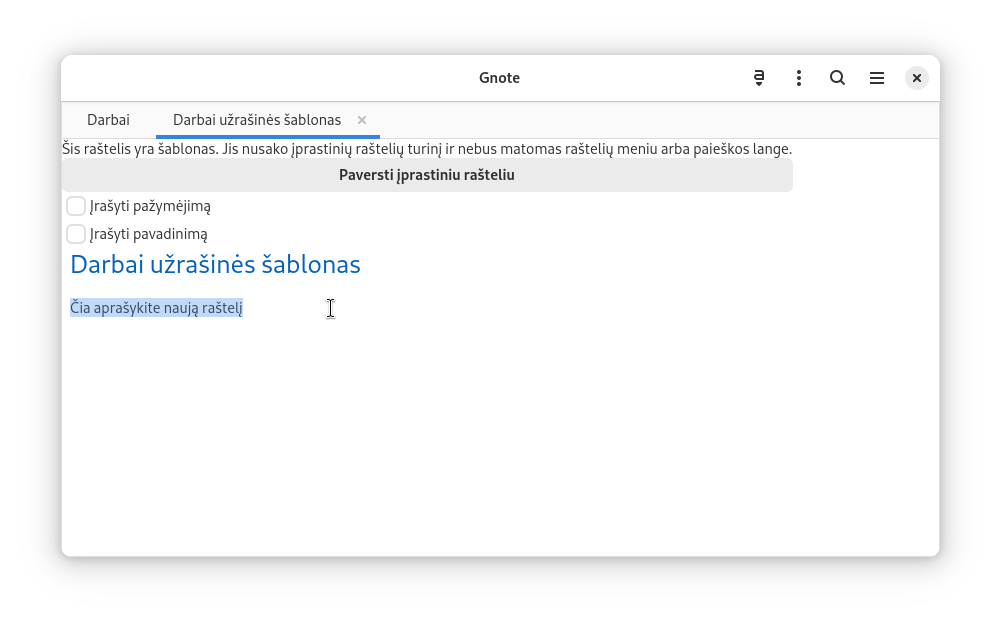 Gnote
Darbai
Darbai užrašinės šablonas
Šis raštelis yra šablonas. Jis nusako įprastinių raštelių turinį ir nebus matomas raštelių meniu arba paieškos lange.
Paversti įprastiniu rašteliu
Įrašyti pažymėjimą
Įrašyti pavadinimą
Darbai užrašinės šablonas
Čia aprašykite naują raštelį